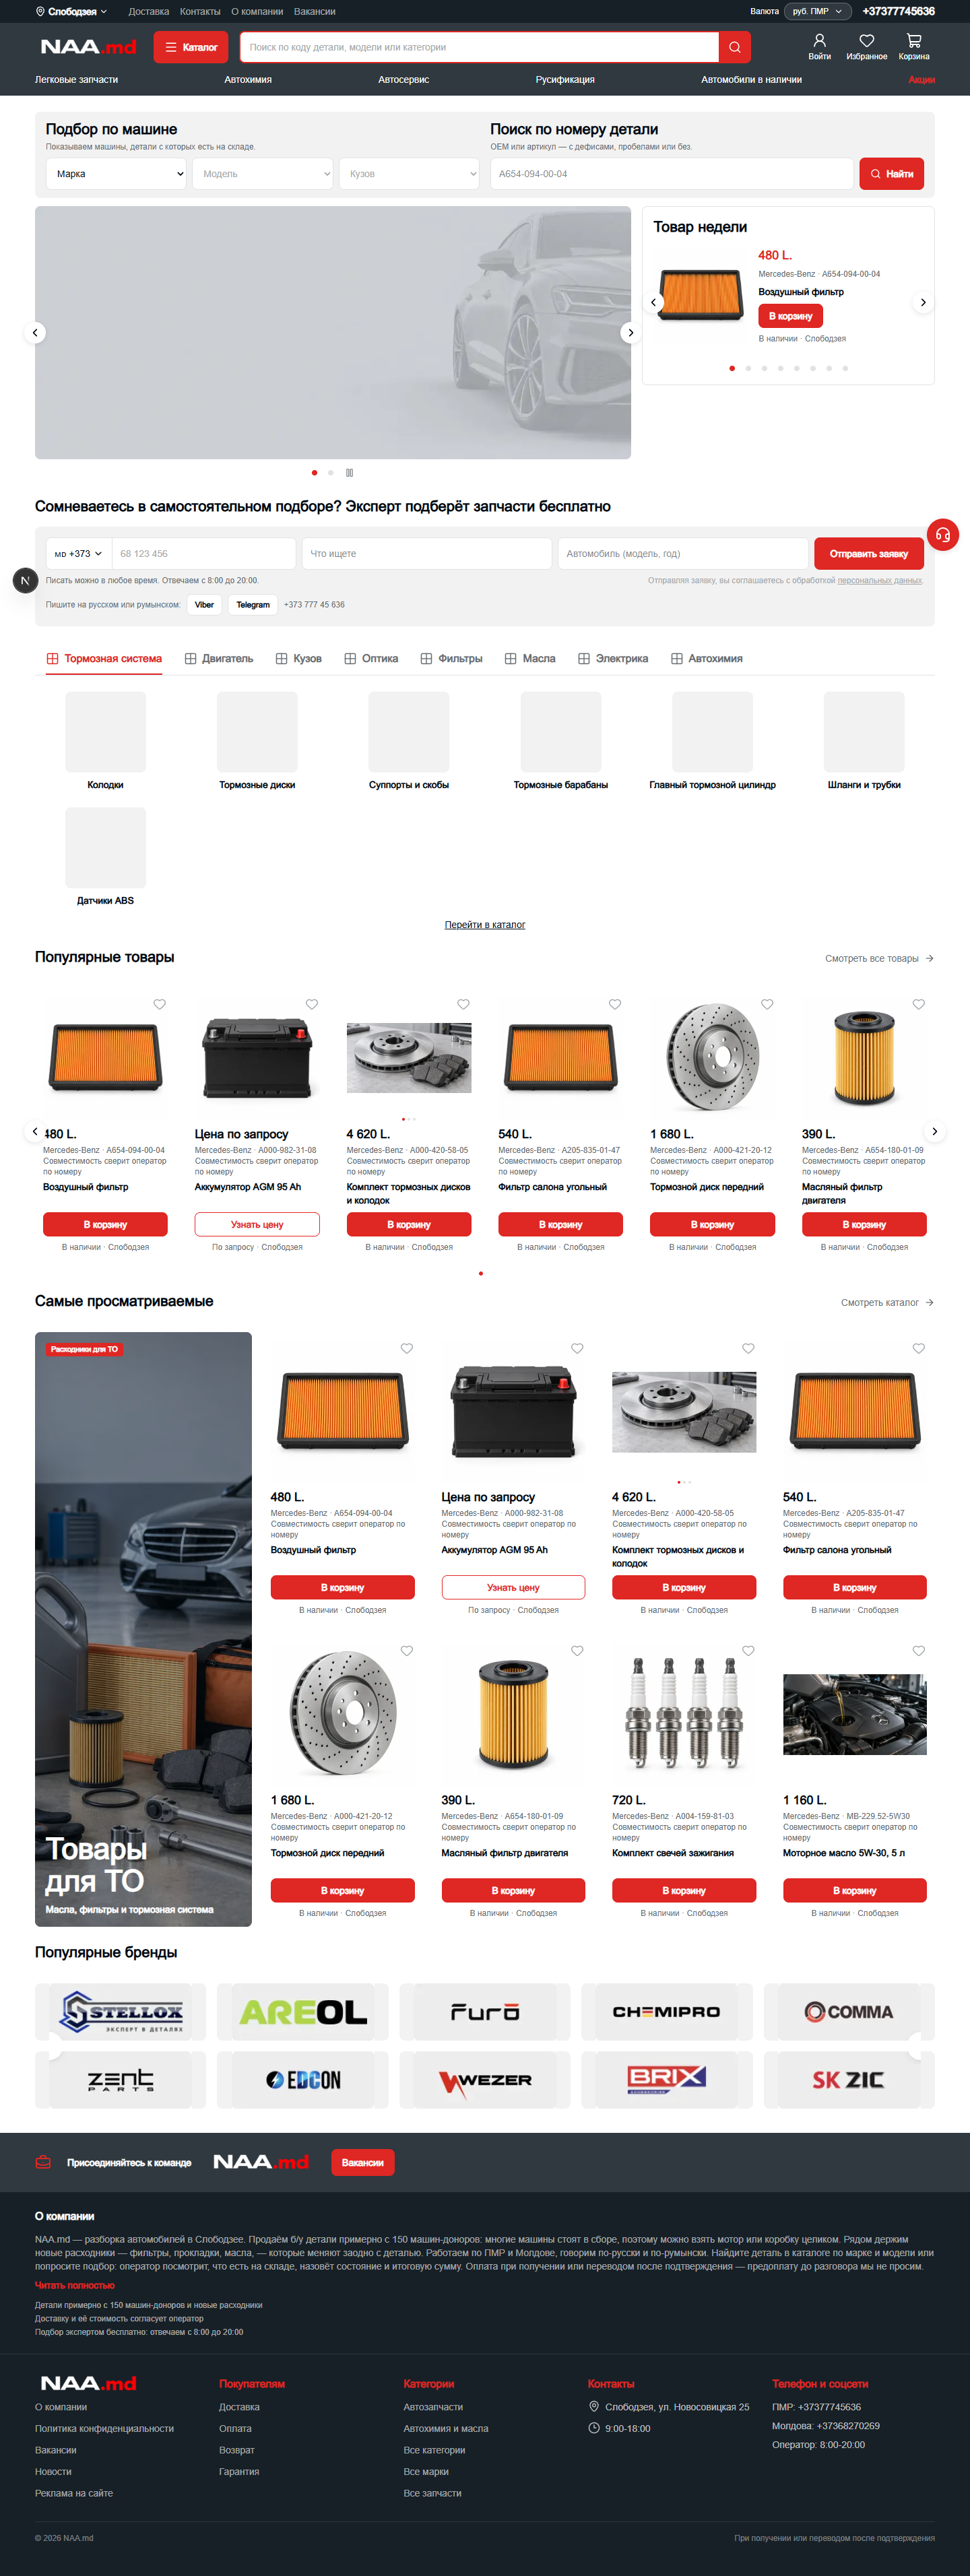 Слободзея
Доставка
Контакты
О компании
Вакансии
Валюта
руб. ПМР
+37377745636
NAA.md
Каталог
Поиск по коду детали, модели или категории
Войти
Избранное
Корзина
Легковые запчасти
Автохимия
Автосервис
Русификация
Автомобили в наличии
Акции
Подбор по машине
Показываем машины, детали с которых есть на складе.
Марка
Модель
Кузов
Поиск по номеру детали
OEM или артикул — с дефисами, пробелами или без.
A654-094-00-04
Найти
Товар недели
480 L.
Mercedes-Benz · A654-094-00-04
Воздушный фильтр
В корзину
В наличии · Слободзея
Сомневаетесь в самостоятельном подборе? Эксперт подберёт запчасти бесплатно
MD +373
68 123 456
Что ищете
Автомобиль (модель, год)
Отправить заявку
N
Писать можно в любое время. Отвечаем с 8:00 до 20:00.
Отправляя заявку, вы соглашаетесь с обработкой персональных данных.
Пишите на русском или румынском:
Viber
Telegram
+373 777 45 636
Тормозная система
Двигатель
Кузов
Оптика
Фильтры
Масла
Электрика
Автохимия
Колодки
Тормозные диски
Суппорты и скобы
Тормозные барабаны
Главный тормозной цилиндр
Шланги и трубки
Датчики ABS
Перейти в каталог
Популярные товары
Смотреть все товары
480 L.
Mercedes-Benz · A654-094-00-04
Совместимость сверит оператор
по номеру
Воздушный фильтр
В корзину
В наличии · Слободзея
Цена по запросу
Mercedes-Benz · A000-982-31-08
Совместимость сверит оператор
по номеру
Аккумулятор AGM 95 Ah
Узнать цену
По запросу · Слободзея
4 620 L.
Mercedes-Benz · A000-420-58-05
Совместимость сверит оператор
по номеру
Комплект тормозных дисков
и колодок
В корзину
В наличии · Слободзея
540 L.
Mercedes-Benz · A205-835-01-47
Совместимость сверит оператор
по номеру
Фильтр салона угольный
В корзину
В наличии · Слободзея
1 680 L.
Mercedes-Benz · A000-421-20-12
Совместимость сверит оператор
по номеру
Тормозной диск передний
В корзину
В наличии · Слободзея
390 L.
Mercedes-Benz · A654-180-01-09
Совместимость сверит оператор
по номеру
Масляный фильтр
двигателя
В корзину
В наличии · Слободзея
Самые просматриваемые
Смотреть каталог
Расходники для ТО
Товары
для ТО
Масла, фильтры и тормозная система
480 L.
Mercedes-Benz · A654-094-00-04
Совместимость сверит оператор по
номеру
Воздушный фильтр
В корзину
В наличии · Слободзея
Цена по запросу
Mercedes-Benz · A000-982-31-08
Совместимость сверит оператор по
номеру
Аккумулятор AGM 95 Ah
Узнать цену
По запросу · Слободзея
4 620 L.
Mercedes-Benz · A000-420-58-05
Совместимость сверит оператор по
номеру
Комплект тормозных дисков и
колодок
В корзину
В наличии · Слободзея
540 L.
Mercedes-Benz · A205-835-01-47
Совместимость сверит оператор по
номеру
Фильтр салона угольный
В корзину
В наличии · Слободзея
1 680 L.
Mercedes-Benz · A000-421-20-12
Совместимость сверит оператор по
номеру
Тормозной диск передний
В корзину
В наличии · Слободзея
390 L.
Mercedes-Benz · A654-180-01-09
Совместимость сверит оператор по
номеру
Масляный фильтр двигателя
В корзину
В наличии · Слободзея
720 L.
Mercedes-Benz · A004-159-81-03
Совместимость сверит оператор по
номеру
Комплект свечей зажигания
В корзину
В наличии · Слободзея
1 160 L.
Mercedes-Benz · MB-229.52-5W30
Совместимость сверит оператор по
номеру
Моторное масло 5W-30, 5 л
В корзину
В наличии · Слободзея
Популярные бренды
STELLOX
ЭКСПЕРТ В ДЕТАЛЯХ
AREOL
FURŌ
CHEMIPRO
COMMA
ZENT
PARTS
EDCON
WEZER
BRIX
SK ZIC
Присоединяйтесь к команде
NAA.md
Вакансии
О компании
NAA.md — разборка автомобилей в Слободзее. Продаём б/у детали примерно с 150 машин-доноров: многие машины стоят в сборе, поэтому можно взять мотор или коробку целиком. Рядом держим
новые расходники — фильтры, прокладки, масла, — которые меняют заодно с деталью. Работаем по ПМР и Молдове, говорим по-русски и по-румынски. Найдите деталь в каталоге по марке и модели или
попросите подбор: оператор посмотрит, что есть на складе, назовёт состояние и итоговую сумму. Оплата при получении или переводом после подтверждения — предоплату до разговора мы не просим.
Читать полностью
Детали примерно с 150 машин-доноров и новые расходники
Доставку и её стоимость согласует оператор
Подбор экспертом бесплатно: отвечаем с 8:00 до 20:00
NAA.md
О компании
Политика конфиденциальности
Вакансии
Новости
Реклама на сайте
Покупателям
Доставка
Оплата
Возврат
Гарантия
Категории
Автозапчасти
Автохимия и масла
Все категории
Все марки
Все запчасти
Контакты
Слободзея, ул. Новосовицкая 25
9:00-18:00
Телефон и соцсети
ПМР: +37377745636
Молдова: +37368270269
Оператор: 8:00-20:00
© 2026 NAA.md
При получении или переводом после подтверждения